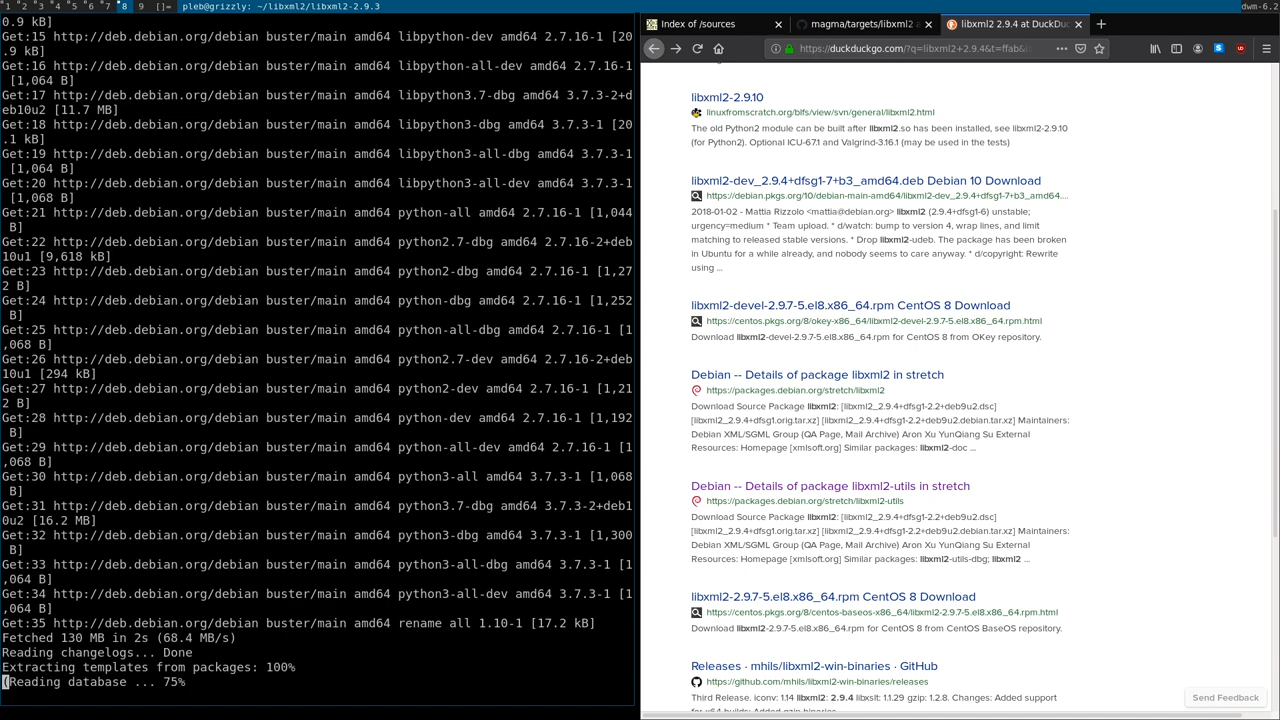 1 2 3 4 5 6 7 8 9 []= pleb@grizzly: ~/libxml2/libxml2-2.9.3 dwm-6.2
0.9 kB]
Get:15 http://deb.debian.org/debian buster/main amd64 libpython-dev amd64 2.7.16-1 [20
.9 kB]
Get:16 http://deb.debian.org/debian buster/main amd64 libpython-all-dev amd64 2.7.16-1
[1,064 B]
Get:17 http://deb.debian.org/debian buster/main amd64 libpython3.7-dbg amd64 3.7.3-2+d
eb10u2 [11.7 MB]
Get:18 http://deb.debian.org/debian buster/main amd64 libpython3-dbg amd64 3.7.3-1 [20
.1 kB]
Get:19 http://deb.debian.org/debian buster/main amd64 libpython3-all-dbg amd64 3.7.3-1
[1,064 B]
Get:20 http://deb.debian.org/debian buster/main amd64 libpython3-all-dev amd64 3.7.3-1
[1,068 B]
Get:21 http://deb.debian.org/debian buster/main amd64 python-all amd64 2.7.16-1 [1,044
B]
Get:22 http://deb.debian.org/debian buster/main amd64 python2.7-dbg amd64 2.7.16-2+deb
10u1 [9,618 kB]
Get:23 http://deb.debian.org/debian buster/main amd64 python2-dbg amd64 2.7.16-1 [1,27
2 B]
Get:24 http://deb.debian.org/debian buster/main amd64 python-dbg amd64 2.7.16-1 [1,252
B]
Get:25 http://deb.debian.org/debian buster/main amd64 python-all-dbg amd64 2.7.16-1 [1
,068 B]
Get:26 http://deb.debian.org/debian buster/main amd64 python2.7-dev amd64 2.7.16-2+deb
10u1 [294 kB]
Get:27 http://deb.debian.org/debian buster/main amd64 python2-dev amd64 2.7.16-1 [1,21
2 B]
Get:28 http://deb.debian.org/debian buster/main amd64 python-dev amd64 2.7.16-1 [1,192
B]
Get:29 http://deb.debian.org/debian buster/main amd64 python-all-dev amd64 2.7.16-1 [1
,068 B]
Get:30 http://deb.debian.org/debian buster/main amd64 python3-all amd64 3.7.3-1 [1,068
B]
Get:31 http://deb.debian.org/debian buster/main amd64 python3.7-dbg amd64 3.7.3-2+deb1
0u2 [16.2 MB]
Get:32 http://deb.debian.org/debian buster/main amd64 python3-dbg amd64 3.7.3-1 [1,300
B]
Get:33 http://deb.debian.org/debian buster/main amd64 python3-all-dbg amd64 3.7.3-1 [1
,064 B]
Get:34 http://deb.debian.org/debian buster/main amd64 python3-all-dev amd64 3.7.3-1 [1
,064 B]
Get:35 http://deb.debian.org/debian buster/main amd64 rename all 1.10-1 [17.2 kB]
Fetched 130 MB in 2s (68.4 MB/s)
Reading changelogs... Done
Extracting templates from packages: 100%
(Reading database ... 75%
Index of /sources
magma/targets/libxml2 a
libxml2 2.9.4 at DuckDuc
https://duckduckgo.com/?q=libxml2+2.9.4&t=ffab&i
libxml2-2.9.10
linuxfromscratch.org/blfs/view/svn/general/libxml2.html
The old Python2 module can be built after libxml2.so has been installed, see libxml2-2.9.10
(for Python2). Optional ICU-67.1 and Valgrind-3.16.1 (may be used in the tests)
libxml2-dev_2.9.4+dfsg1-7+b3_amd64.deb Debian 10 Download
https://debian.pkgs.org/10/debian-main-amd64/libxml2-dev_2.9.4+dfsg1-7+b3_amd64....
2018-01-02 - Mattia Rizzolo <mattia@debian.org> libxml2 (2.9.4+dfsg1-6) unstable;
urgency=medium * Team upload. * d/watch: bump to version 4, wrap lines, and limit
matching to released stable versions. * Drop libxml2-udeb. The package has been broken
in Ubuntu for a while already, and nobody seems to care anyway. * d/copyright: Rewrite
using ...
libxml2-devel-2.9.7-5.el8.x86_64.rpm CentOS 8 Download
https://centos.pkgs.org/8/okey-x86_64/libxml2-devel-2.9.7-5.el8.x86_64.rpm.html
Download libxml2-devel-2.9.7-5.el8.x86_64.rpm for CentOS 8 from OKey repository.
Debian -- Details of package libxml2 in stretch
https://packages.debian.org/stretch/libxml2
Download Source Package libxml2: [libxml2_2.9.4+dfsg1-2.2+deb9u2.dsc]
[libxml2_2.9.4+dfsg1.orig.tar.xz] [libxml2_2.9.4+dfsg1-2.2+deb9u2.debian.tar.xz] Maintainers:
Debian XML/SGML Group (QA Page, Mail Archive) Aron Xu YunQiang Su External
Resources: Homepage [xmlsoft.org] Similar packages: libxml2-doc ...
Debian -- Details of package libxml2-utils in stretch
https://packages.debian.org/stretch/libxml2-utils
Download Source Package libxml2: [libxml2_2.9.4+dfsg1-2.2+deb9u2.dsc]
[libxml2_2.9.4+dfsg1.orig.tar.xz] [libxml2_2.9.4+dfsg1-2.2+deb9u2.debian.tar.xz] Maintainers:
Debian XML/SGML Group (QA Page, Mail Archive) Aron Xu YunQiang Su External
Resources: Homepage [xmlsoft.org] Similar packages: libxml2-utils-dbg; libxml2 ...
libxml2-2.9.7-5.el8.x86_64.rpm CentOS 8 Download
https://centos.pkgs.org/8/centos-baseos-x86_64/libxml2-2.9.7-5.el8.x86_64.rpm.html
Download libxml2-2.9.7-5.el8.x86_64.rpm for CentOS 8 from CentOS BaseOS repository.
Releases · mhils/libxml2-win-binaries · GitHub
https://github.com/mhils/libxml2-win-binaries/releases
Third Release. iconv: 1.14 libxml2: 2.9.4 libxslt: 1.1.29 gzip: 1.2.8. Changes: Added support
for x64 builds; Added gzip binaries
Send Feedback